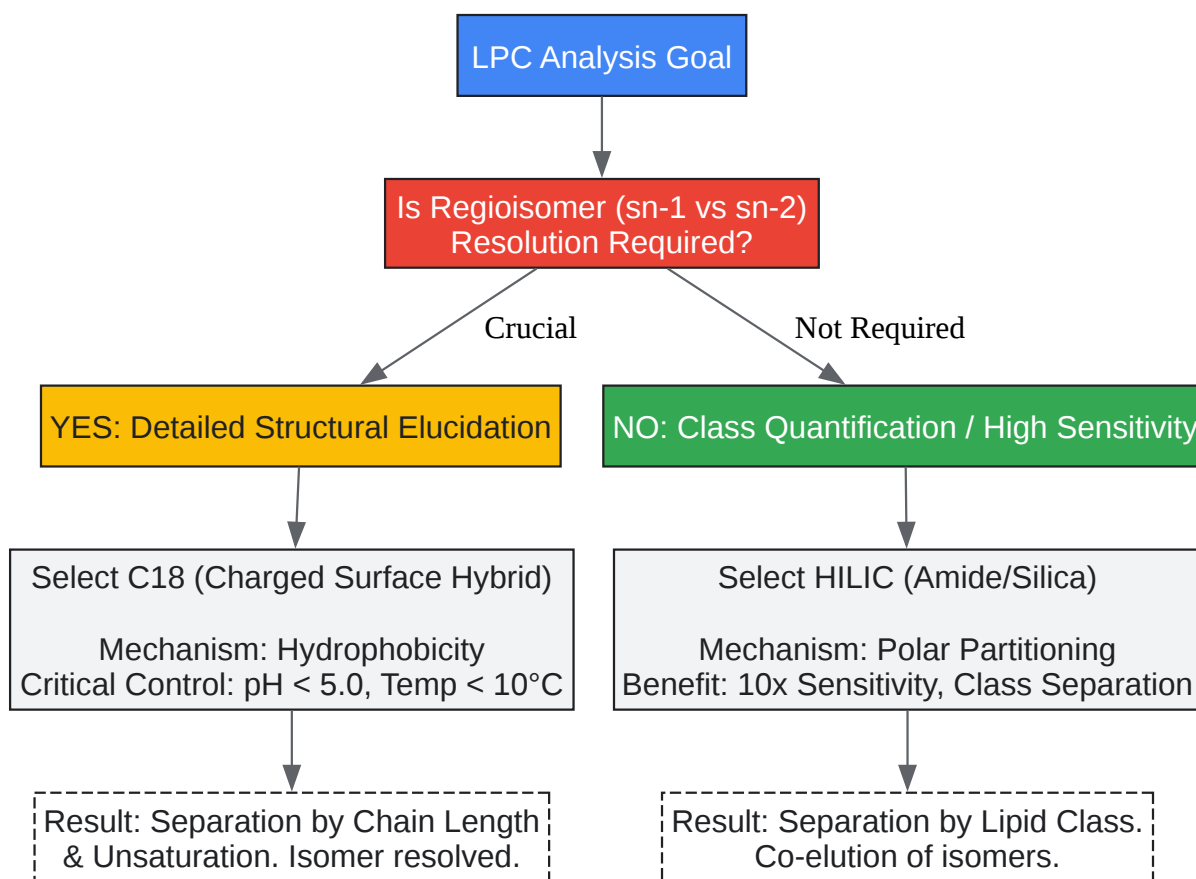 LPC Analysis Goal
Is Regioisomer (sn-1 vs sn-2)
Resolution Required?
Crucial
Not Required
YES: Detailed Structural Elucidation
NO: Class Quantification / High Sensitivity
Select C18 (Charged Surface Hybrid)
Mechanism: Hydrophobicity
Critical Control: pH < 5.0, Temp < 10°C
Select HILIC (Amide/Silica)
Mechanism: Polar Partitioning
Benefit: 10x Sensitivity, Class Separation
Result: Separation by Chain Length
& Unsaturation. Isomer resolved.
Result: Separation by Lipid Class.
Co-elution of isomers.